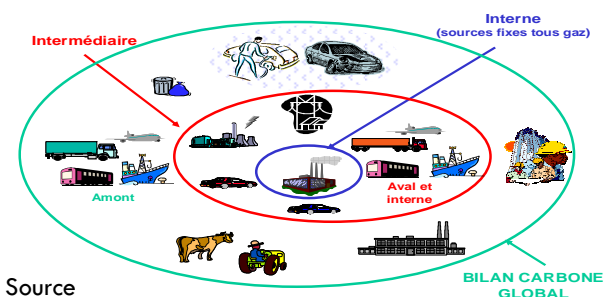 Interne
(sources fixes tous gaz)
Intermédiaire
Amont
Aval et
interne
Source
BILAN CARBONE
GLOBAL